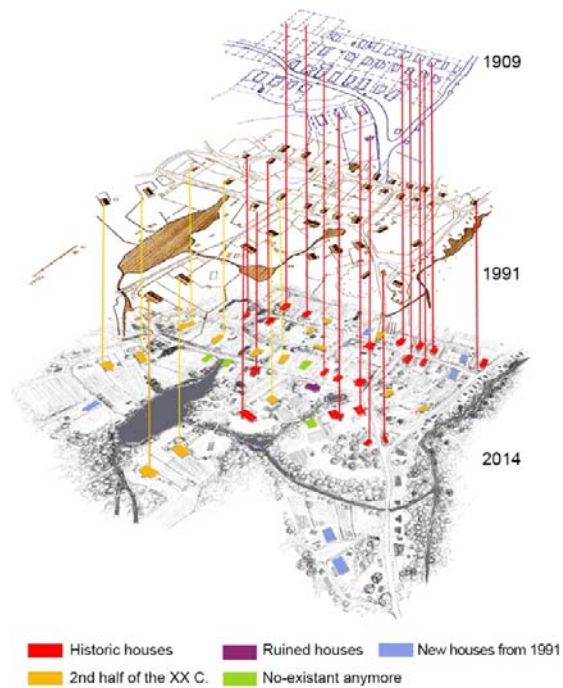 1909
1991
2014
Historic houses
Ruined houses
New houses from 1991
2nd half of the XX C.
No-existant anymore